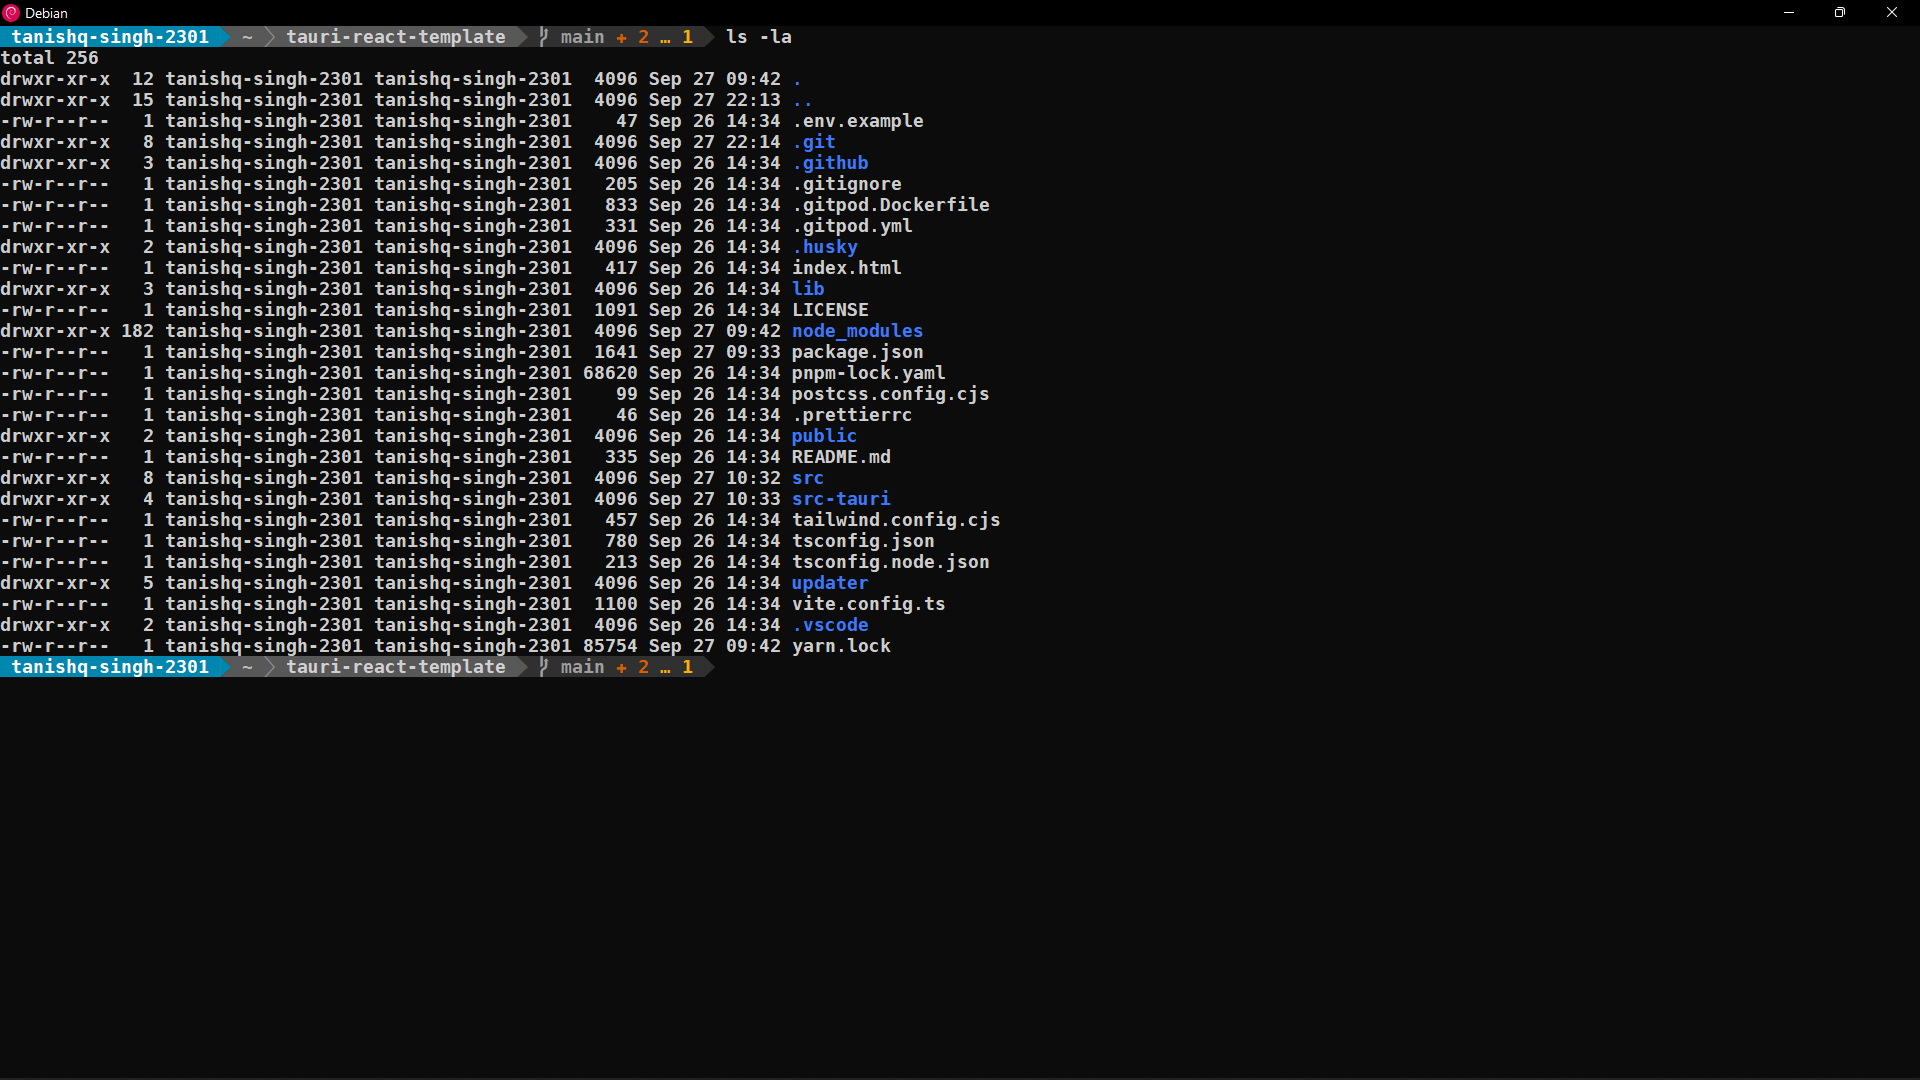 Debian
tanishq-singh-2301 ~ tauri-react-template main + 2 … 1 ls -la
total 256
drwxr-xr-x  12 tanishq-singh-2301 tanishq-singh-2301  4096 Sep 27 09:42 .
drwxr-xr-x  15 tanishq-singh-2301 tanishq-singh-2301  4096 Sep 27 22:13 ..
-rw-r--r--   1 tanishq-singh-2301 tanishq-singh-2301    47 Sep 26 14:34 .env.example
drwxr-xr-x   8 tanishq-singh-2301 tanishq-singh-2301  4096 Sep 27 22:14 .git
drwxr-xr-x   3 tanishq-singh-2301 tanishq-singh-2301  4096 Sep 26 14:34 .github
-rw-r--r--   1 tanishq-singh-2301 tanishq-singh-2301   205 Sep 26 14:34 .gitignore
-rw-r--r--   1 tanishq-singh-2301 tanishq-singh-2301   833 Sep 26 14:34 .gitpod.Dockerfile
-rw-r--r--   1 tanishq-singh-2301 tanishq-singh-2301   331 Sep 26 14:34 .gitpod.yml
drwxr-xr-x   2 tanishq-singh-2301 tanishq-singh-2301  4096 Sep 26 14:34 .husky
-rw-r--r--   1 tanishq-singh-2301 tanishq-singh-2301   417 Sep 26 14:34 index.html
drwxr-xr-x   3 tanishq-singh-2301 tanishq-singh-2301  4096 Sep 26 14:34 lib
-rw-r--r--   1 tanishq-singh-2301 tanishq-singh-2301  1091 Sep 26 14:34 LICENSE
drwxr-xr-x 182 tanishq-singh-2301 tanishq-singh-2301  4096 Sep 27 09:42 node_modules
-rw-r--r--   1 tanishq-singh-2301 tanishq-singh-2301  1641 Sep 27 09:33 package.json
-rw-r--r--   1 tanishq-singh-2301 tanishq-singh-2301 68620 Sep 26 14:34 pnpm-lock.yaml
-rw-r--r--   1 tanishq-singh-2301 tanishq-singh-2301    99 Sep 26 14:34 postcss.config.cjs
-rw-r--r--   1 tanishq-singh-2301 tanishq-singh-2301    46 Sep 26 14:34 .prettierrc
drwxr-xr-x   2 tanishq-singh-2301 tanishq-singh-2301  4096 Sep 26 14:34 public
-rw-r--r--   1 tanishq-singh-2301 tanishq-singh-2301   335 Sep 26 14:34 README.md
drwxr-xr-x   8 tanishq-singh-2301 tanishq-singh-2301  4096 Sep 27 10:32 src
drwxr-xr-x   4 tanishq-singh-2301 tanishq-singh-2301  4096 Sep 27 10:33 src-tauri
-rw-r--r--   1 tanishq-singh-2301 tanishq-singh-2301   457 Sep 26 14:34 tailwind.config.cjs
-rw-r--r--   1 tanishq-singh-2301 tanishq-singh-2301   780 Sep 26 14:34 tsconfig.json
-rw-r--r--   1 tanishq-singh-2301 tanishq-singh-2301   213 Sep 26 14:34 tsconfig.node.json
drwxr-xr-x   5 tanishq-singh-2301 tanishq-singh-2301  4096 Sep 26 14:34 updater
-rw-r--r--   1 tanishq-singh-2301 tanishq-singh-2301  1100 Sep 26 14:34 vite.config.ts
drwxr-xr-x   2 tanishq-singh-2301 tanishq-singh-2301  4096 Sep 26 14:34 .vscode
-rw-r--r--   1 tanishq-singh-2301 tanishq-singh-2301 85754 Sep 27 09:42 yarn.lock
tanishq-singh-2301 ~ tauri-react-template main + 2 … 1